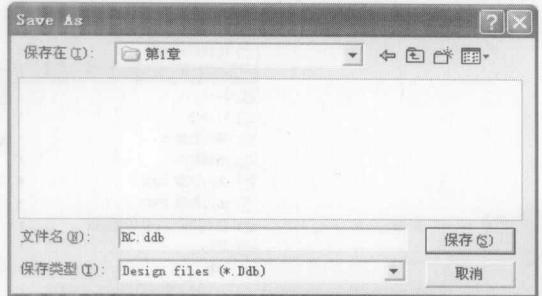 Save As
保存在(I):
第1章
文件名(N):
RC.ddb
保存(S)
保存类型(T):
Design files (*.Ddb)
取消